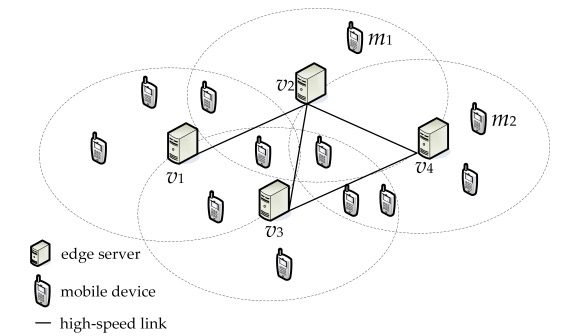 m1
v2
m2
v1
v4
v3
edge server
mobile device
high-speed link